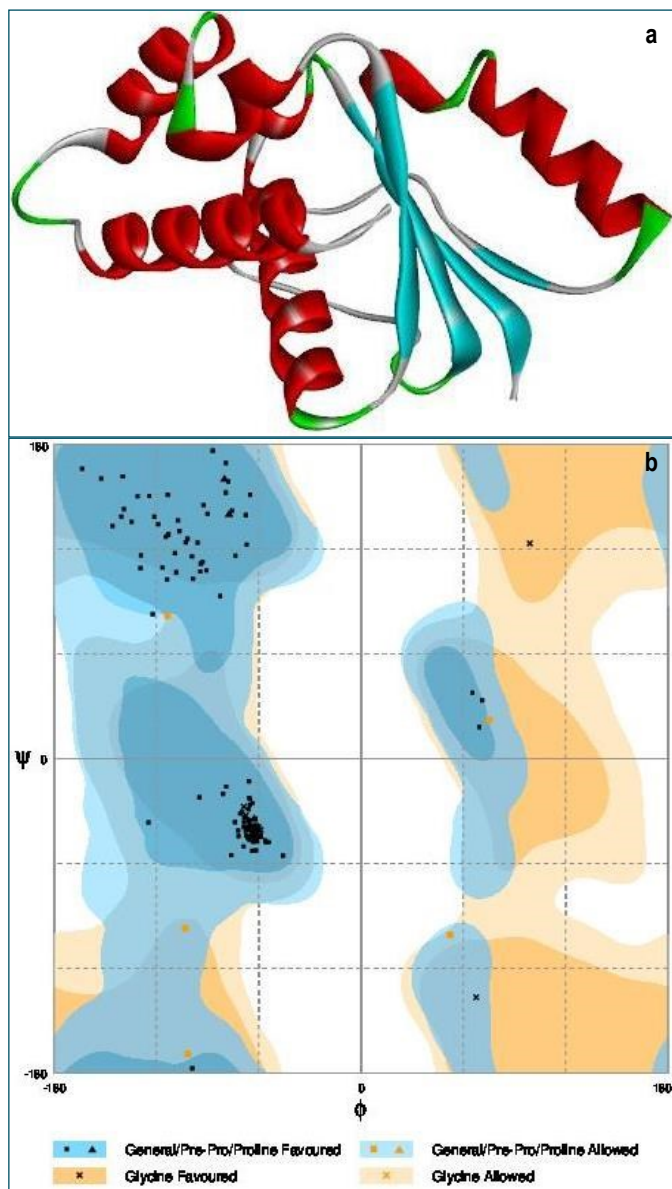 a
b
180
Ψ 0
-180
-180 0 180
Φ
General/Pre-Pro/Proline Favoured General/Pre-Pro/Proline Allowed
Glycine Favoured Glycine Allowed